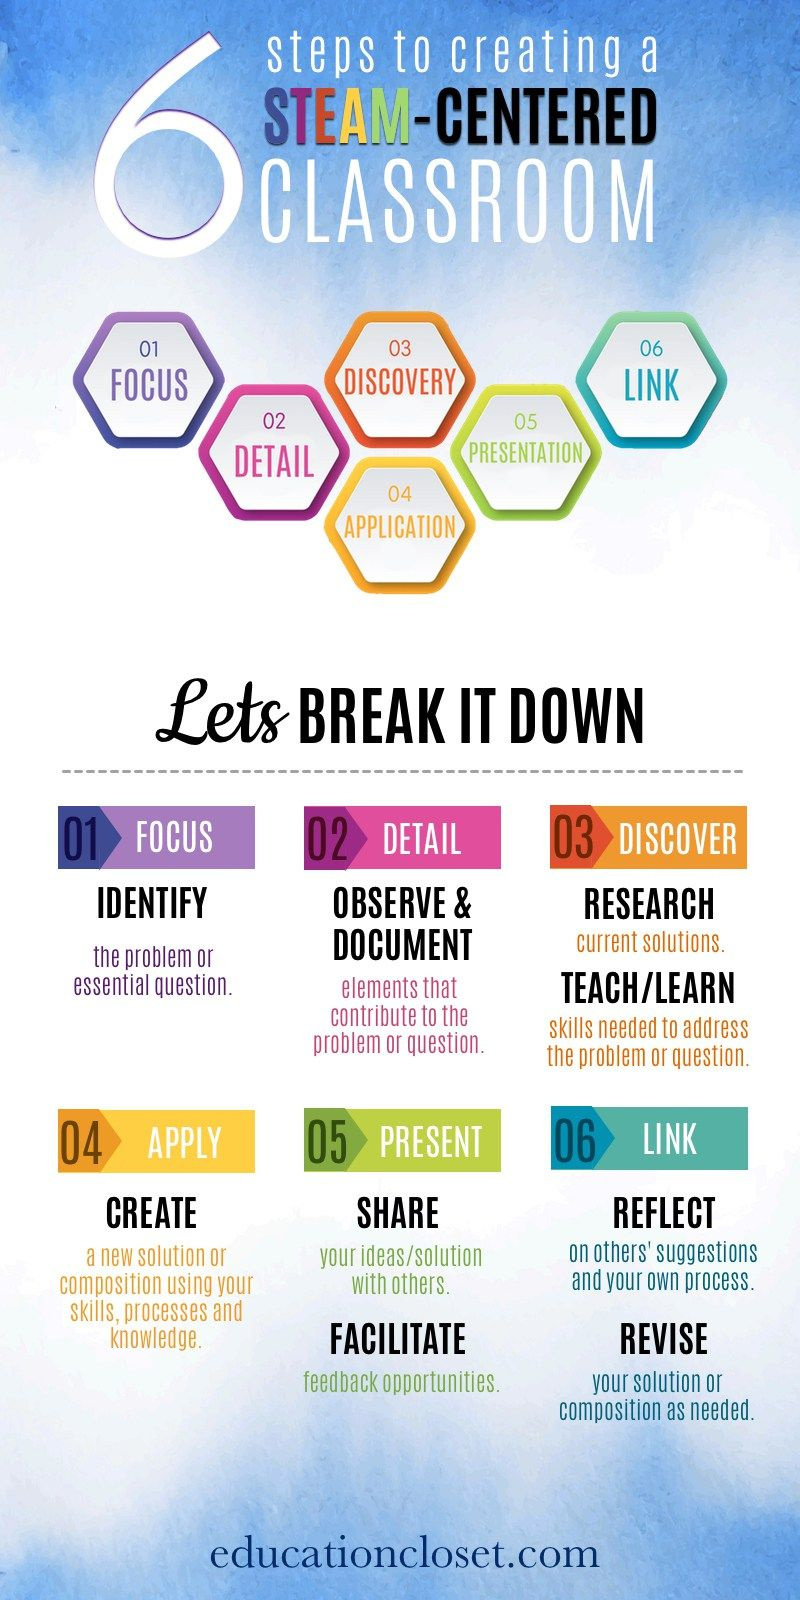 6 steps to creating a
STEAM-CENTERED
CLASSROOM
01
FOCUS
02
DETAIL
03
DISCOVERY
04
APPLICATION
05
PRESENTATION
06
LINK
Lets BREAK IT DOWN
01 FOCUS
IDENTIFY
the problem or
essential question.
02 DETAIL
OBSERVE &
DOCUMENT
elements that
contribute to the
problem or question.
03 DISCOVER
RESEARCH
current solutions.
TEACH/LEARN
skills needed to address
the problem or question.
04 APPLY
CREATE
a new solution or
composition using your
skills, processes and
knowledge.
05 PRESENT
SHARE
your ideas/solution
with others.
FACILITATE
feedback opportunities.
06 LINK
REFLECT
on others' suggestions
and your own process.
REVISE
your solution or
composition as needed.
educationcloset.com